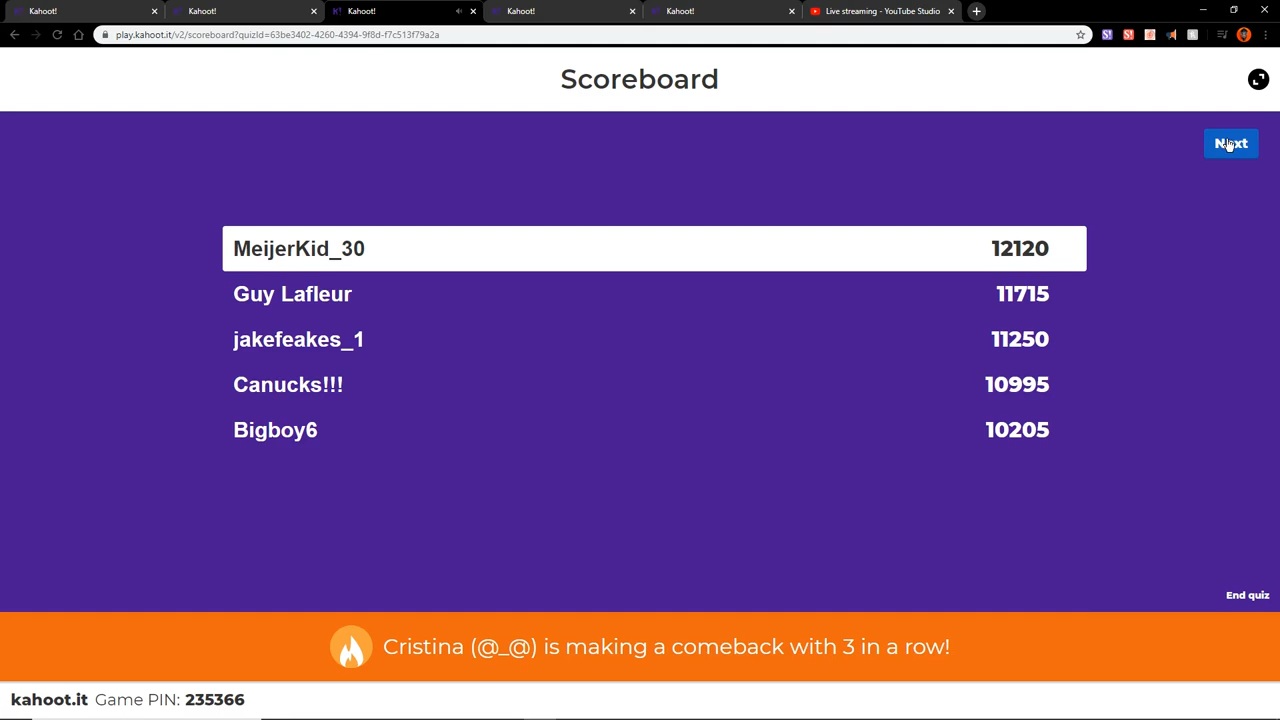 Kahoot!
Kahoot!
Kahoot!
Kahoot!
Kahoot!
Live streaming - YouTube Studio
play.kahoot.it/v2/scoreboard?quizId=63be3402-4260-4394-9f8d-f7c513f79a2a
Scoreboard
Next
MeijerKid_30 12120
Guy Lafleur 11715
jakefeakes_1 11250
Canucks!!! 10995
Bigboy6 10205
End quiz
Cristina (@_@) is making a comeback with 3 in a row!
kahoot.it Game PIN: 235366